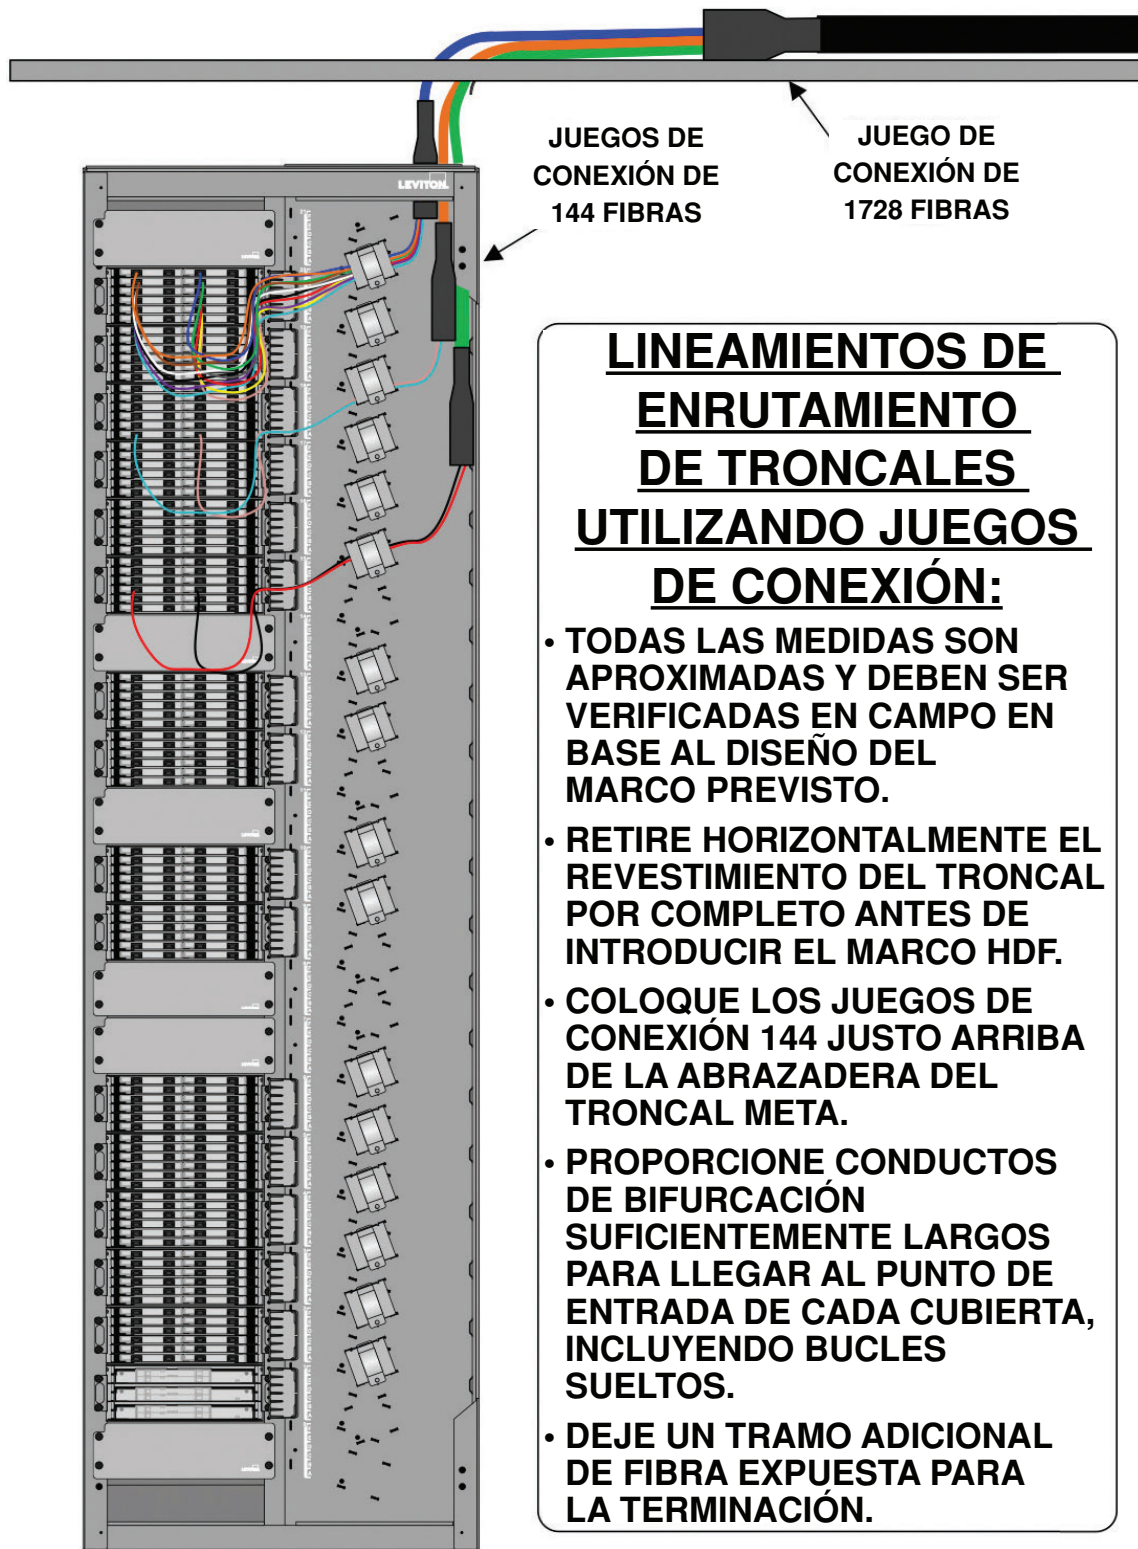 JUEGOS DE
CONEXIÓN DE
144 FIBRAS
JUEGO DE
CONEXIÓN DE
1728 FIBRAS
LEVITON
LINEAMIENTOS DE
ENRUTAMIENTO
DE TRONCALES
UTILIZANDO JUEGOS
DE CONEXIÓN:
• TODAS LAS MEDIDAS SON
APROXIMADAS Y DEBEN SER
VERIFICADAS EN CAMPO EN
BASE AL DISEÑO DEL
MARCO PREVISTO.
• RETIRE HORIZONTALMENTE EL
REVESTIMIENTO DEL TRONCAL
POR COMPLETO ANTES DE
INTRODUCIR EL MARCO HDF.
• COLOQUE LOS JUEGOS DE
CONEXIÓN 144 JUSTO ARRIBA
DE LA ABRAZADERA DEL
TRONCAL META.
• PROPORCIONE CONDUCTOS
DE BIFURCACIÓN
SUFICIENTEMENTE LARGOS
PARA LLEGAR AL PUNTO DE
ENTRADA DE CADA CUBIERTA,
INCLUYENDO BUCLES
SUELTOS.
• DEJE UN TRAMO ADICIONAL
DE FIBRA EXPUESTA PARA
LA TERMINACIÓN.